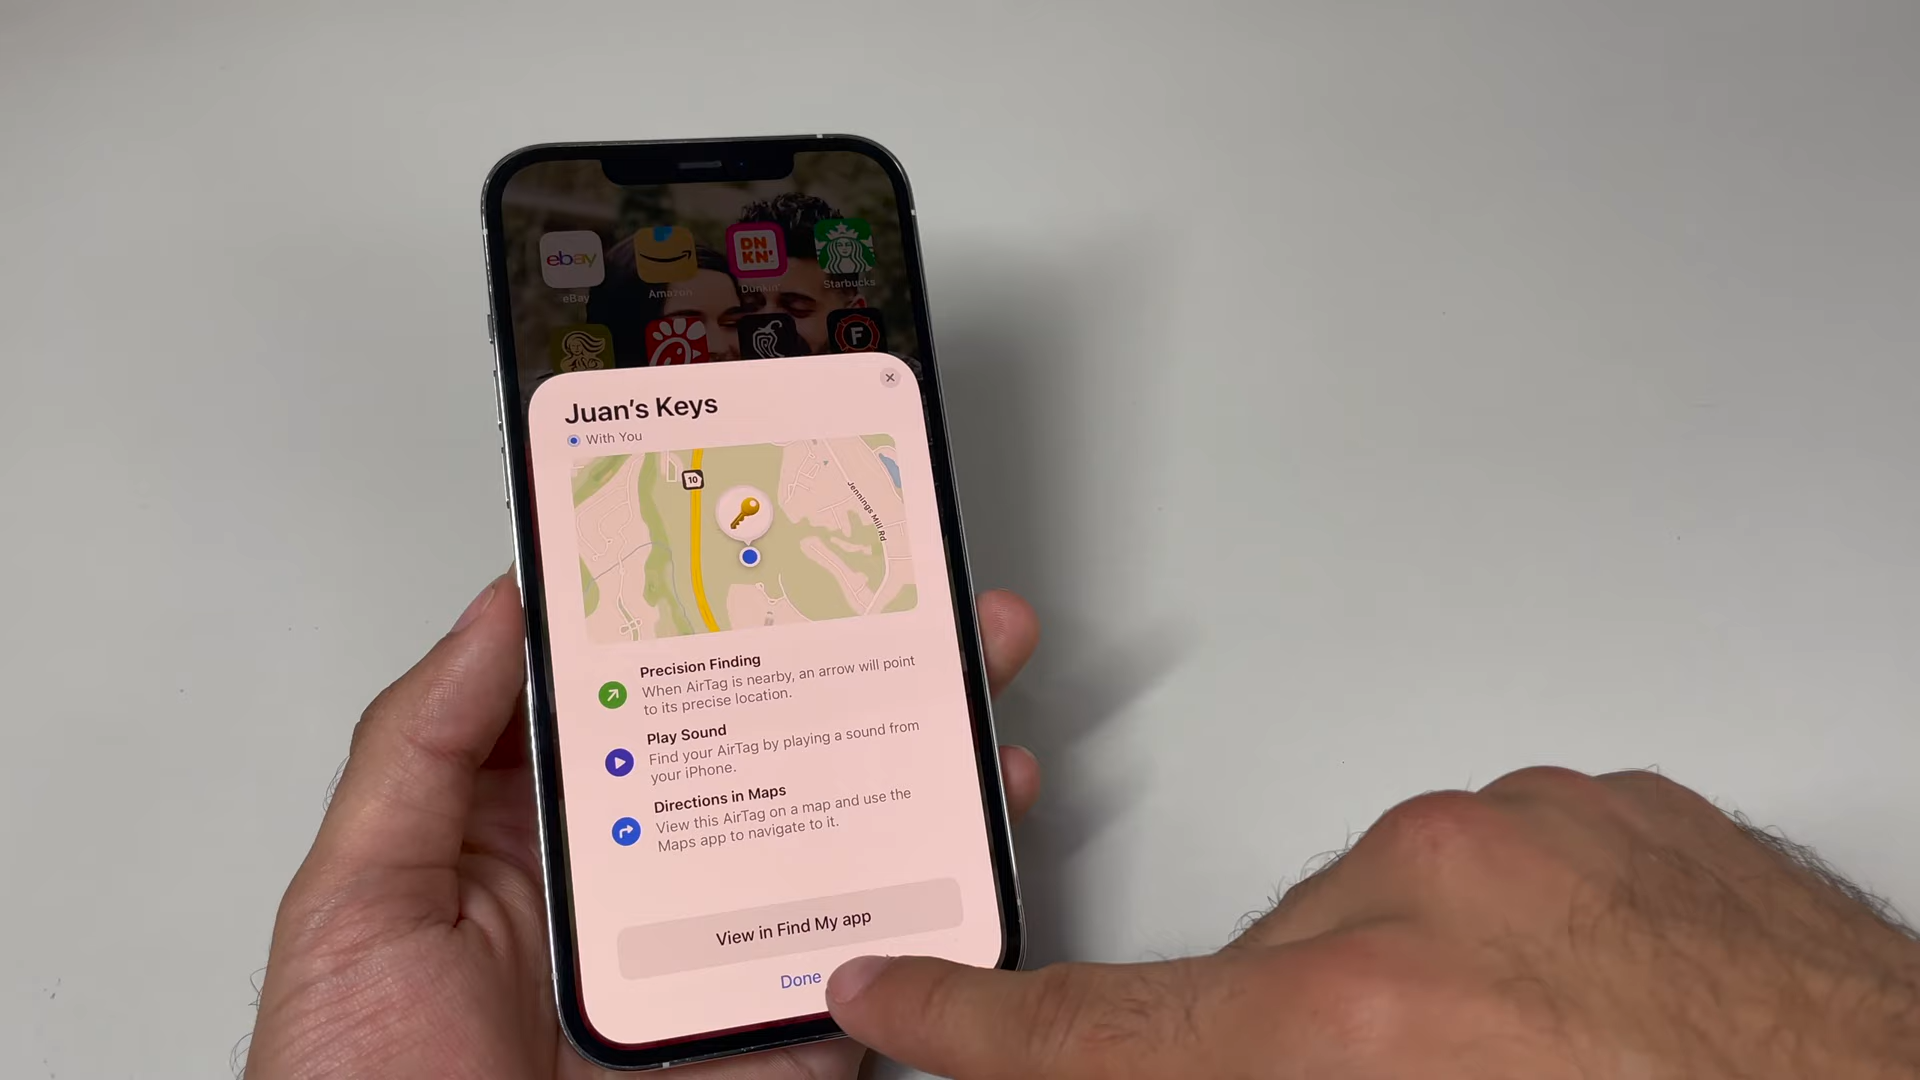 ebay
DN
KN'
eBay
Amazon
Dunkin'
Starbucks
F
Juan's Keys
With You
10
Jennings Mill Rd
Precision Finding
When AirTag is nearby, an arrow will point
to its precise location.
Play Sound
Find your AirTag by playing a sound from
your iPhone.
Directions in Maps
View this AirTag on a map and use the
Maps app to navigate to it.
View in Find My app
Done